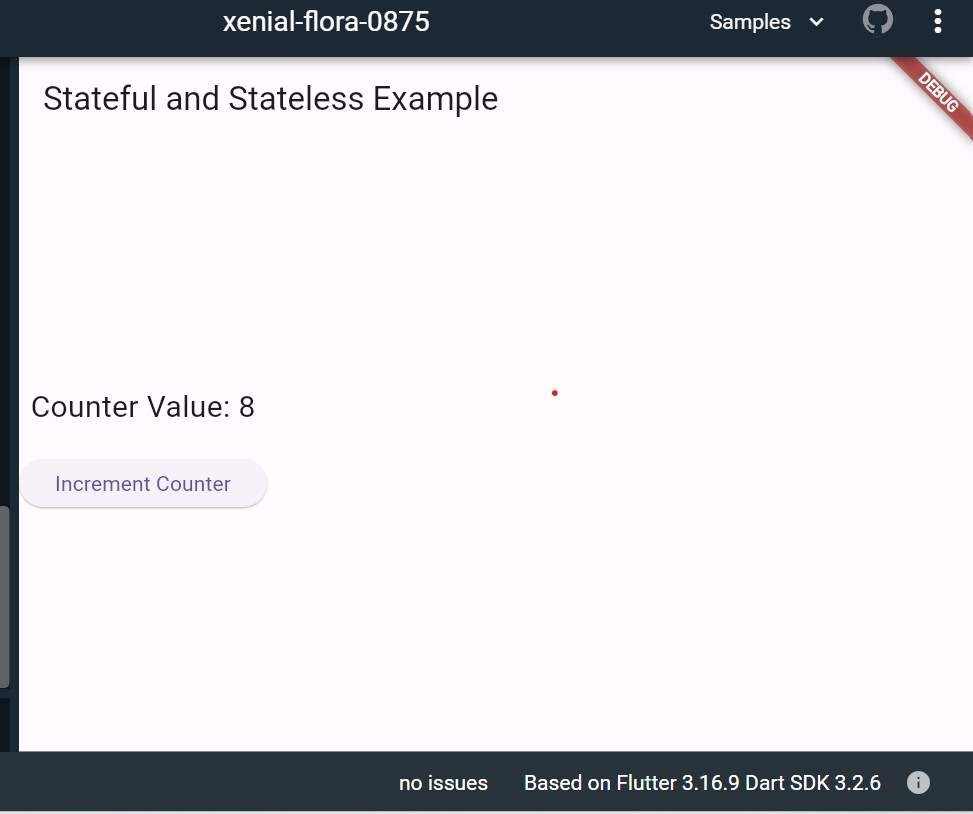 xenial-flora-0875
Samples
DEBUG
Stateful and Stateless Example
Counter Value: 8
Increment Counter
no issues
Based on Flutter 3.16.9 Dart SDK 3.2.6